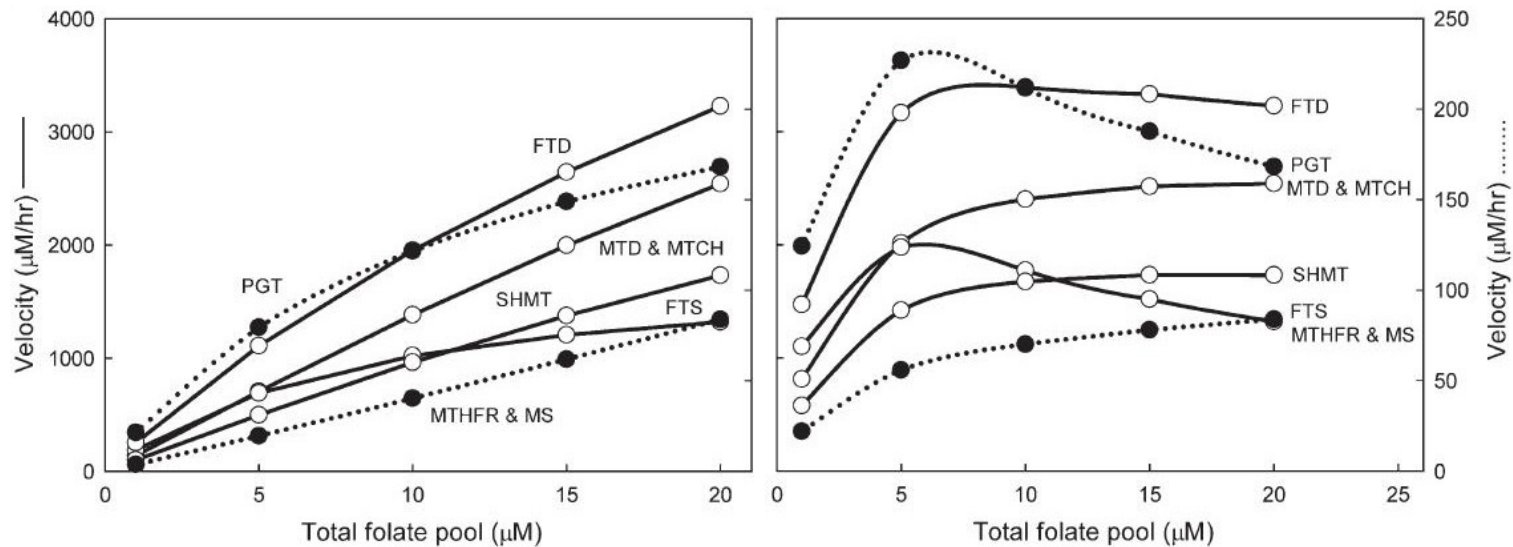 Velocity (μM/hr)
4000
3000
2000
1000
0
FTD
PGT
MTD & MTCH
SHMT
FTS
MTHFR & MS
0
5
10
15
20
Total folate pool (μM)
FTD
PGT
MTD & MTCH
SHMT
FTS
MTHFR & MS
0
5
10
15
20
25
Total folate pool (μM)
250
200
150
100
50
0
Velocity (μM/hr)